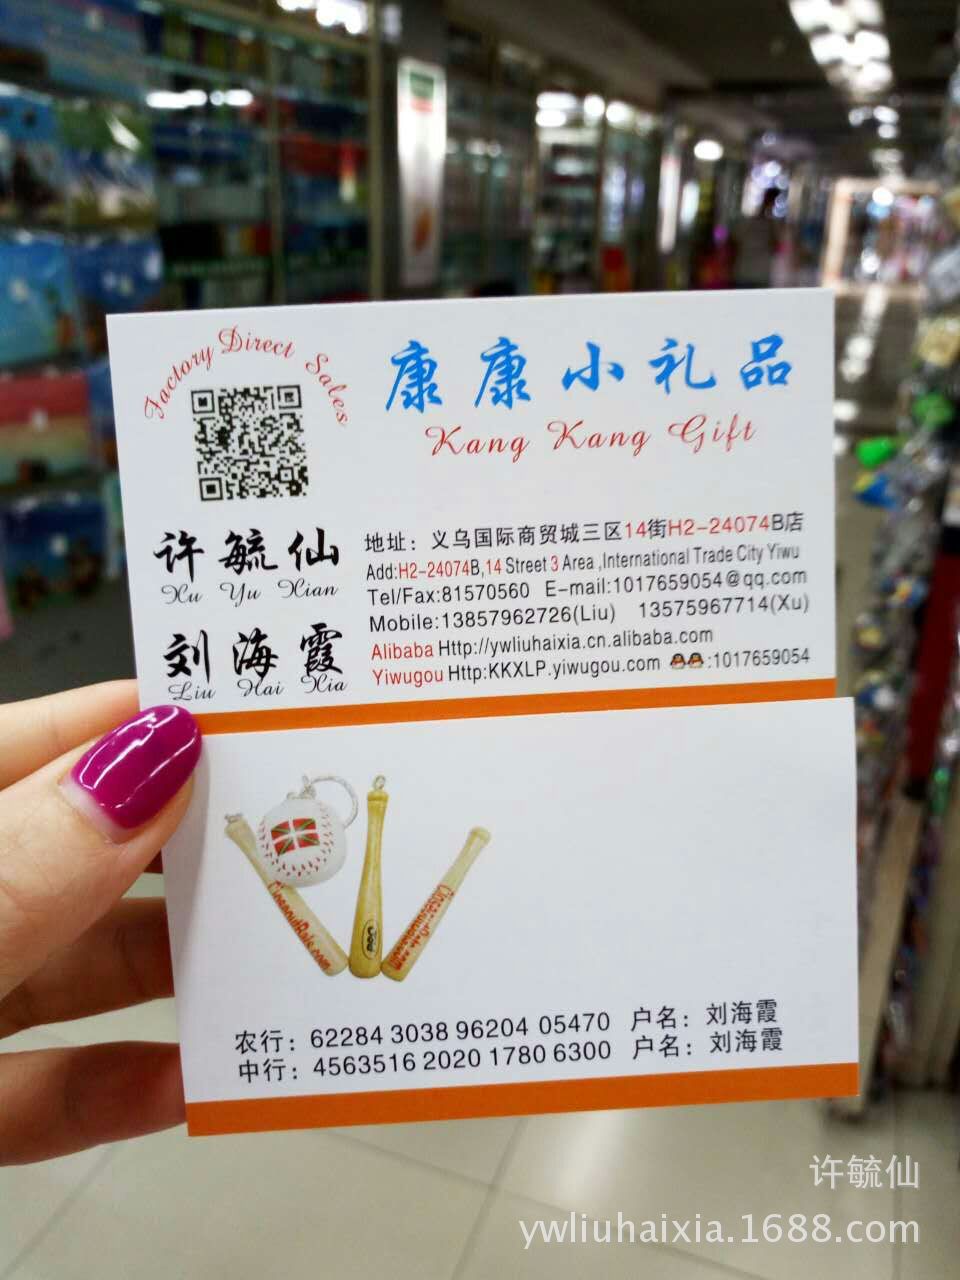 Factory Direct Sales
康康小礼品
Kang Kang Gift
许毓仙
Xu Yu Xian
刘海霞
Liu Hai Xia
地址：义乌国际商贸城三区14街H2-24074B店
Add:H2-24074B,14 Street 3 Area ,International Trade City Yiwu
Tel/Fax:81570560 E-mail:1017659054@qq.com
Mobile:13857962726(Liu) 13575967714(Xu)
Alibaba Http://ywliuhaixia.cn.alibaba.com
Yiwugou Http:KKXLP.yiwugou.com :1017659054
CloseoutBats.com
农行：62284 3038 96204 05470 户名：刘海霞
中行：4563516 2020 1780 6300 户名：刘海霞
许毓仙
ywliuhaixia.1688.com